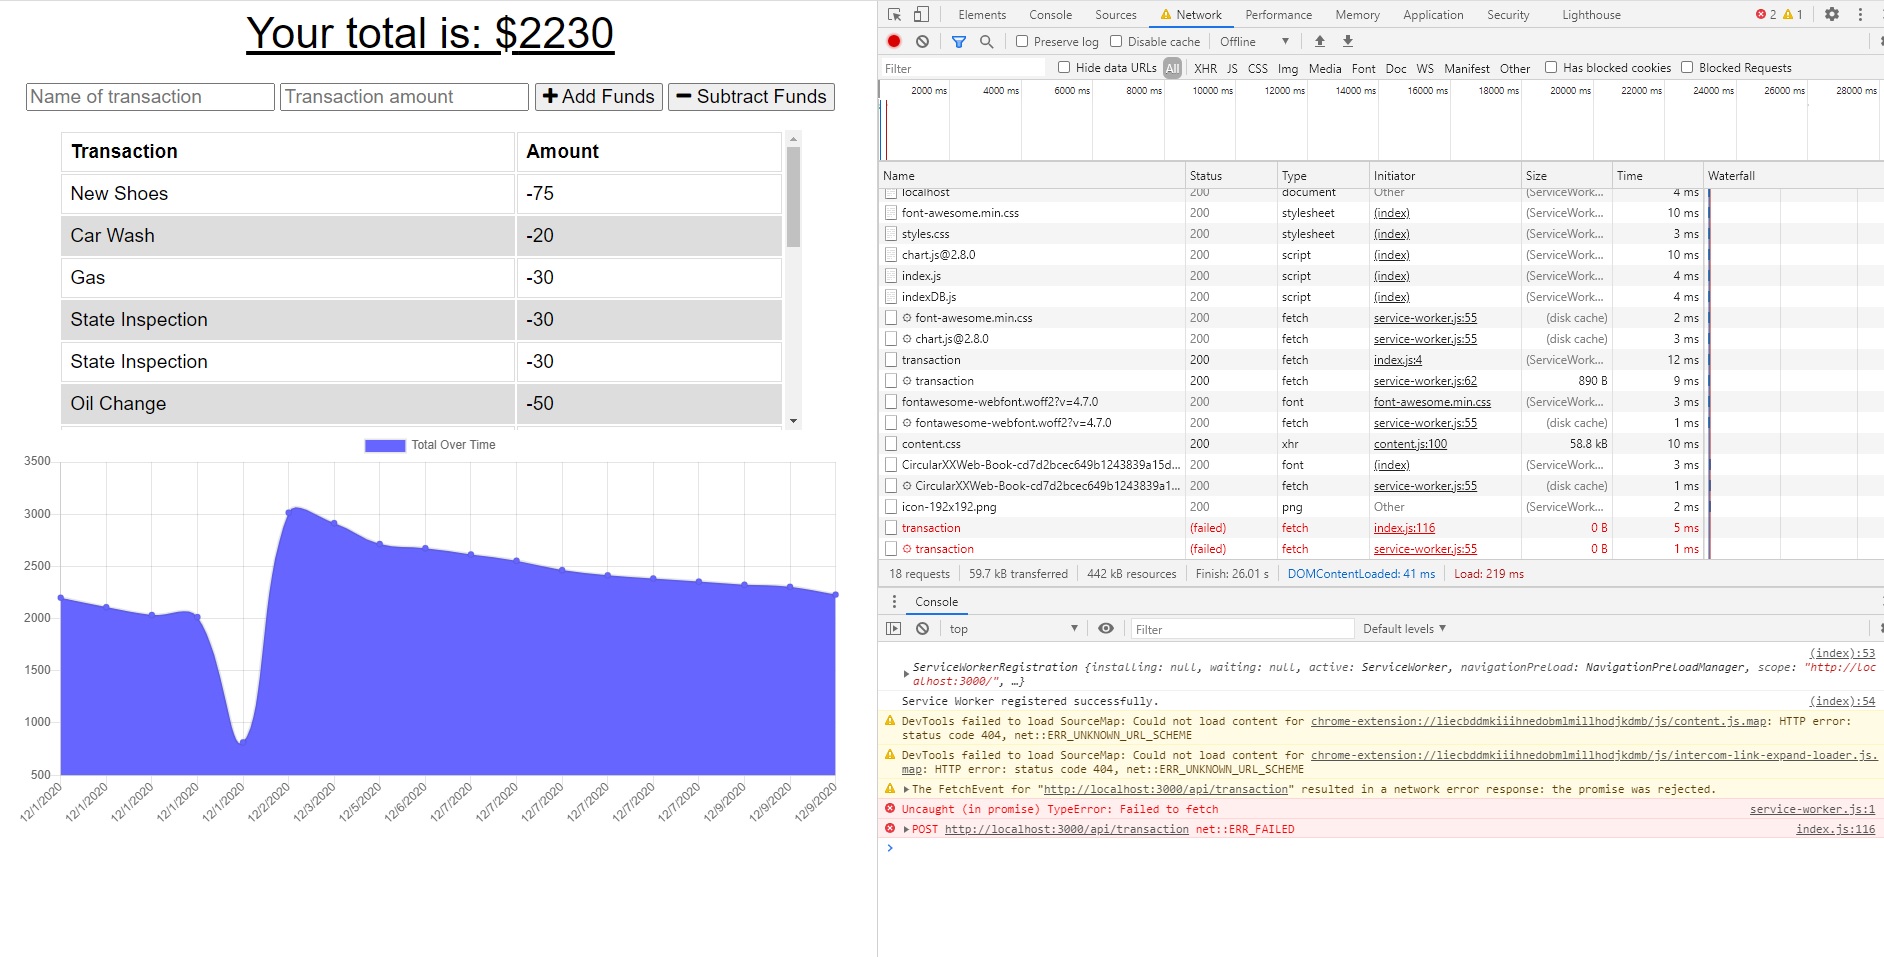 Your total is: $2230
Name of transaction
Transaction amount
Add Funds
Subtract Funds
Transaction Amount
New Shoes -75
Car Wash -20
Gas -30
State Inspection -30
State Inspection -30
Oil Change -50
Total Over Time
3500
3000
2500
2000
1500
1000
500
12/1/2020 12/1/2020 12/1/2020 12/1/2020 12/1/2020 12/2/2020 12/3/2020 12/5/2020 12/6/2020 12/7/2020 12/7/2020 12/7/2020 12/7/2020 12/7/2020 12/7/2020 12/9/2020 12/9/2020 12/9/2020
Elements Console Sources Network Performance Memory Application Security Lighthouse 2 1
Preserve log Disable cache Offline
Filter Hide data URLs All XHR JS CSS Img Media Font Doc WS Manifest Other Has blocked cookies Blocked Requests
2000 ms 4000 ms 6000 ms 8000 ms 10000 ms 12000 ms 14000 ms 16000 ms 18000 ms 20000 ms 22000 ms 24000 ms 26000 ms 28000 ms
Name Status Type Initiator Size Time Waterfall
localhost 200 document Other (ServiceWork... 4 ms
font-awesome.min.css 200 stylesheet (index) (ServiceWork... 10 ms
styles.css 200 stylesheet (index) (ServiceWork... 3 ms
chart.js@2.8.0 200 script (index) (ServiceWork... 10 ms
index.js 200 script (index) (ServiceWork... 4 ms
indexDB.js 200 script (index) (ServiceWork... 4 ms
font-awesome.min.css 200 fetch service-worker.js:55 (disk cache) 2 ms
chart.js@2.8.0 200 fetch service-worker.js:55 (disk cache) 3 ms
transaction 200 fetch index.js:4 (ServiceWork... 12 ms
transaction 200 fetch service-worker.js:62 890 B 9 ms
fontawesome-webfont.woff2?v=4.7.0 200 font font-awesome.min.css (ServiceWork... 3 ms
fontawesome-webfont.woff2?v=4.7.0 200 fetch service-worker.js:55 (disk cache) 1 ms
content.css 200 xhr content.js:100 58.8 kB 10 ms
CircularXXWeb-Book-cd7d2bcec649b1243839a15d... 200 font (index) (ServiceWork... 3 ms
CircularXXWeb-Book-cd7d2bcec649b1243839a1... 200 fetch service-worker.js:55 (disk cache) 1 ms
icon-192x192.png 200 png Other (ServiceWork... 2 ms
transaction (failed) fetch index.js:116 0 B 5 ms
transaction (failed) fetch service-worker.js:55 0 B 1 ms
18 requests 59.7 kB transferred 442 kB resources Finish: 26.01 s DOMContentLoaded: 41 ms Load: 219 ms
Console
top Filter Default levels
(index):53
ServiceWorkerRegistration {installing: null, waiting: null, active: ServiceWorker, navigationPreload: NavigationPreloadManager, scope: "http://loc
alhost:3000/", …}
Service Worker registered successfully. (index):54
DevTools failed to load SourceMap: Could not load content for chrome-extension://liecbddmkiiihnedobmlmillhodjkdmb/js/content.js.map: HTTP error:
status code 404, net::ERR_UNKNOWN_URL_SCHEME
DevTools failed to load SourceMap: Could not load content for chrome-extension://liecbddmkiiihnedobmlmillhodjkdmb/js/intercom-link-expand-loader.js.
map: HTTP error: status code 404, net::ERR_UNKNOWN_URL_SCHEME
The FetchEvent for "http://localhost:3000/api/transaction" resulted in a network error response: the promise was rejected.
Uncaught (in promise) TypeError: Failed to fetch service-worker.js:1
POST http://localhost:3000/api/transaction net::ERR_FAILED index.js:116